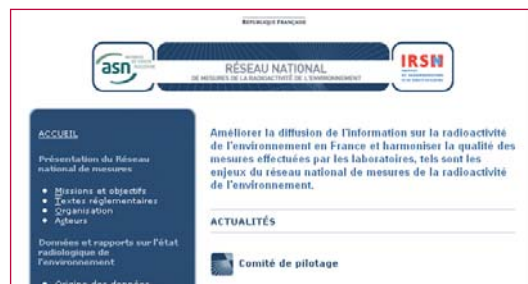 RÉPUBLIQUE FRANÇAISE
asn
RÉSEAU NATIONAL
DE MESURES DE LA RADIOACTIVITÉ DE L'ENVIRONNEMENT
IRSN
ACCUEIL
Présentation du Réseau
national de mesures
Missions et objectifs
Textes réglementaires
Organisation
Acteurs
Données et rapports sur l'état
radiologique de
l'environnement
Origine des données
Améliorer la diffusion de l'information sur la radioactivité
de l'environnement en France et harmoniser la qualité des
mesures effectuées par les laboratoires, tels sont les
enjeux du réseau national de mesures de la radioactivité
de l'environnement.
ACTUALITÉS
Comité de pilotage